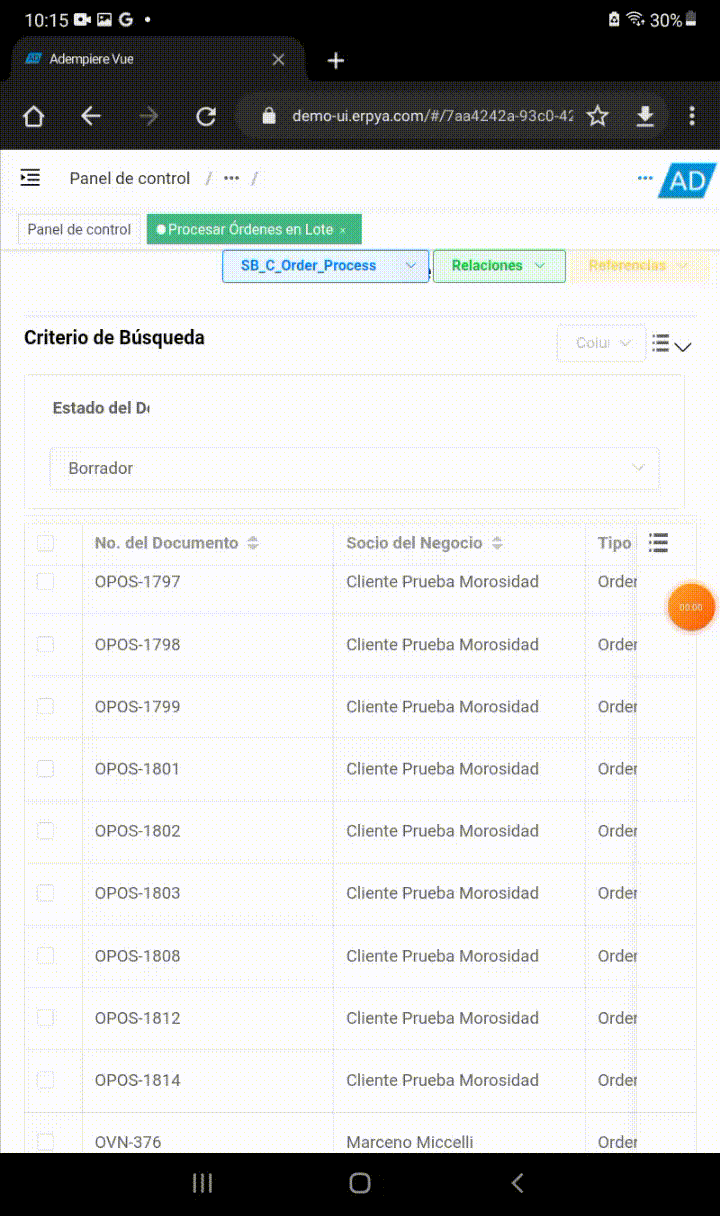 10:15 G • 30%
AD Adempiere Vue
demo-ui.erpya.com/#/7aa4242a-93c0-42
Panel de control / ••• / ••• AD
Panel de control Procesar Órdenes en Lote ×
SB_C_Order_Process Relaciones Referencias
Criterio de Búsqueda Colu
Estado del D
Borrador
No. del Documento Socio del Negocio Tipo
OPOS-1797 Cliente Prueba Morosidad Order
OPOS-1798 Cliente Prueba Morosidad Order
00:00
OPOS-1799 Cliente Prueba Morosidad Order
OPOS-1801 Cliente Prueba Morosidad Order
OPOS-1802 Cliente Prueba Morosidad Order
OPOS-1803 Cliente Prueba Morosidad Order
OPOS-1808 Cliente Prueba Morosidad Order
OPOS-1812 Cliente Prueba Morosidad Order
OPOS-1814 Cliente Prueba Morosidad Order
OVN-376 Marceno Miccelli Order